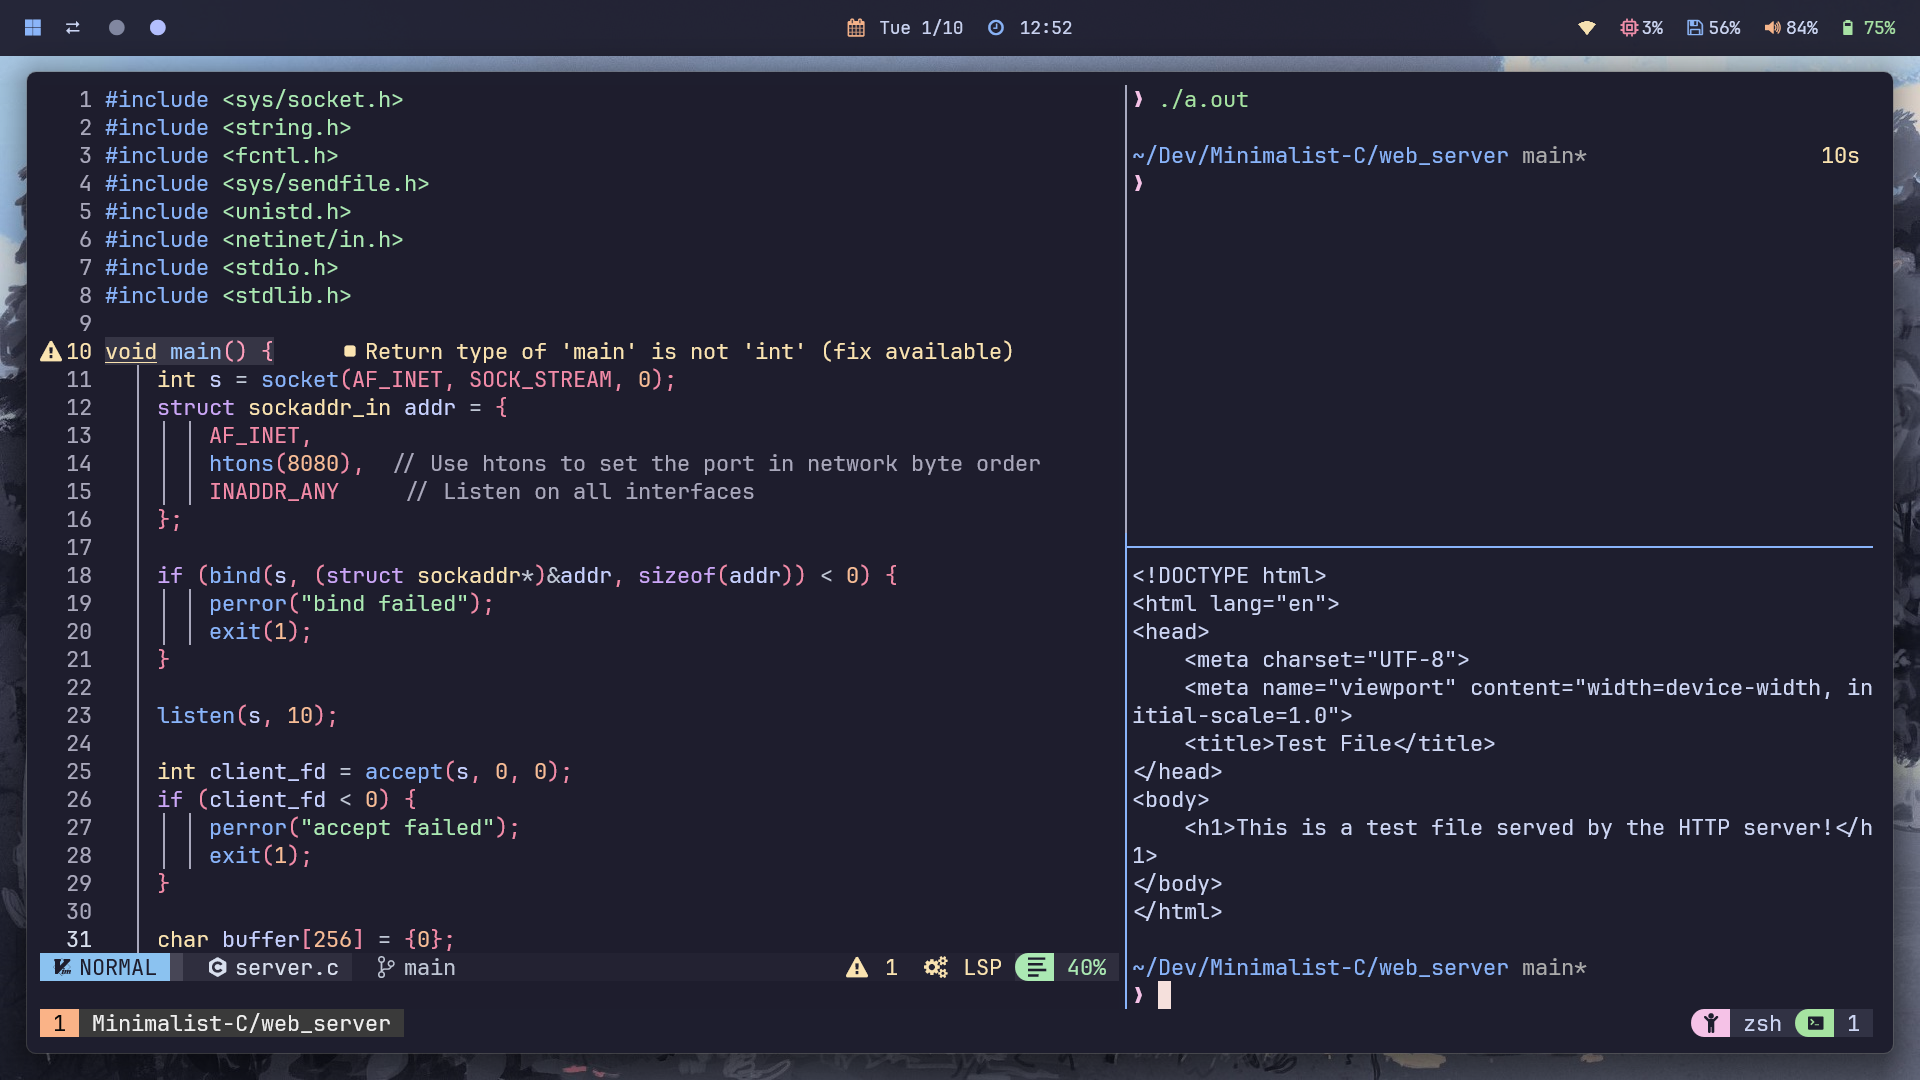 Tue 1/10 12:52 3% 56% 84% 75%
1 #include <sys/socket.h>
2 #include <string.h>
3 #include <fcntl.h>
4 #include <sys/sendfile.h>
5 #include <unistd.h>
6 #include <netinet/in.h>
7 #include <stdio.h>
8 #include <stdlib.h>
9
10 void main() { Return type of 'main' is not 'int' (fix available)
11 int s = socket(AF_INET, SOCK_STREAM, 0);
12 struct sockaddr_in addr = {
13 AF_INET,
14 htons(8080), // Use htons to set the port in network byte order
15 INADDR_ANY // Listen on all interfaces
16 };
17
18 if (bind(s, (struct sockaddr*)&addr, sizeof(addr)) < 0) {
19 perror("bind failed");
20 exit(1);
21 }
22
23 listen(s, 10);
24
25 int client_fd = accept(s, 0, 0);
26 if (client_fd < 0) {
27 perror("accept failed");
28 exit(1);
29 }
30
31 char buffer[256] = {0};
NORMAL server.c main 1 LSP 40%
❯ ./a.out
~/Dev/Minimalist-C/web_server main* 10s
❯
<!DOCTYPE html>
<html lang="en">
<head>
    <meta charset="UTF-8">
    <meta name="viewport" content="width=device-width, in
itial-scale=1.0">
    <title>Test File</title>
</head>
<body>
    <h1>This is a test file served by the HTTP server!</h
1>
</body>
</html>
~/Dev/Minimalist-C/web_server main*
❯
1 Minimalist-C/web_server zsh 1